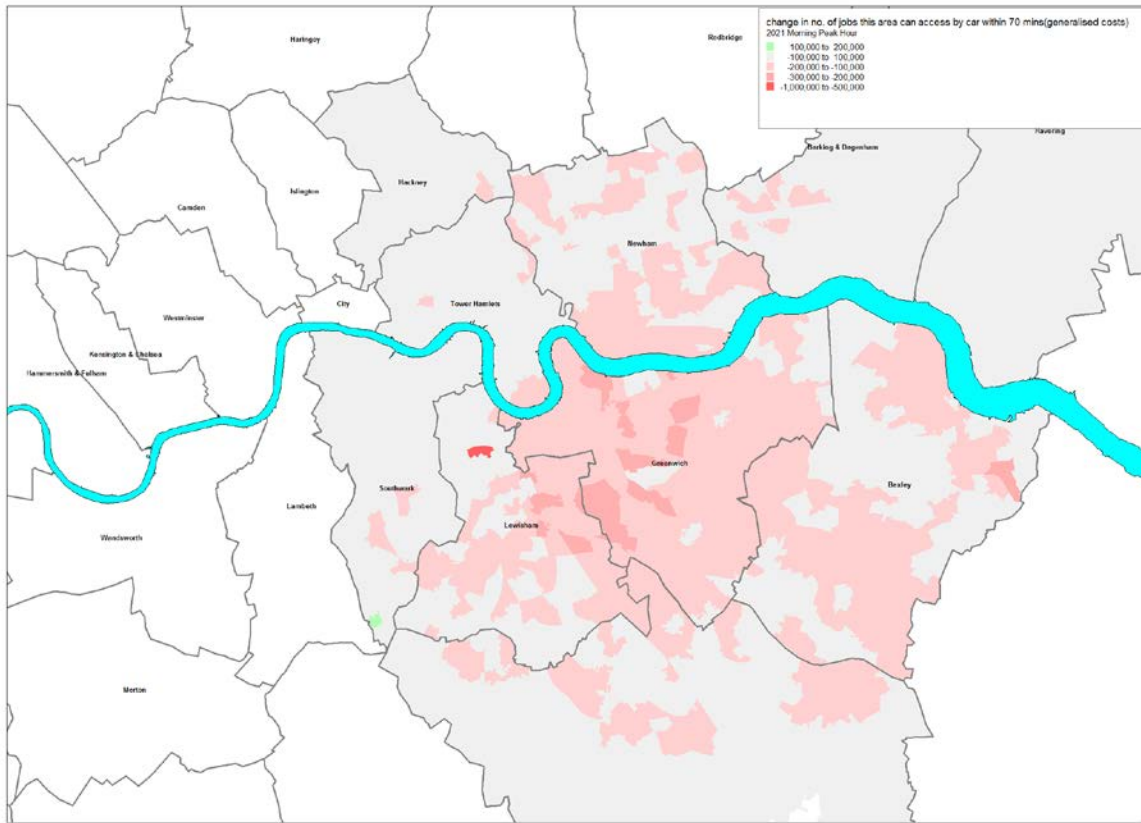 change in no. of jobs this area can access by car within 70 mins(generalised costs)
2021 Morning Peak Hour
100,000 to 200,000
-100,000 to 100,000
-200,000 to -100,000
-300,000 to -200,000
-1,000,000 to -500,000
Haringey
Redbridge
Havering
Barking & Dagenham
Hackney
Islington
Camden
Newham
City
Tower Hamlets
Westminster
Kensington & Chelsea
Hammersmith & Fulham
Greenwich
Bexley
Southwark
Lambeth
Lewisham
Wandsworth
Merton